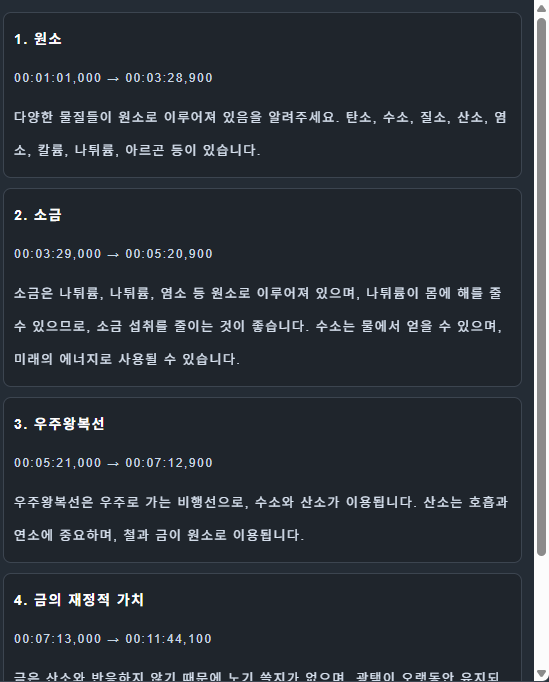 1. 원소
00:01:01,000 → 00:03:28,900
다양한 물질들이 원소로 이루어져 있음을 알려주세요. 탄소, 수소, 질소, 산소, 염
소, 칼륨, 나튀륨, 아르곤 등이 있습니다.
2. 소금
00:03:29,000 → 00:05:20,900
소금은 나튀륨, 나튀륨, 염소 등 원소로 이루어져 있으며, 나튀륨이 몸에 해를 줄
수 있으므로, 소금 섭취를 줄이는 것이 좋습니다. 수소는 물에서 얻을 수 있으며,
미래의 에너지로 사용될 수 있습니다.
3. 우주왕복선
00:05:21,000 → 00:07:12,900
우주왕복선은 우주로 가는 비행선으로, 수소와 산소가 이용됩니다. 산소는 호흡과
연소에 중요하며, 철과 금이 원소로 이용됩니다.
4. 금의 재정적 가치
00:07:13,000 → 00:11:44,100
금은 산소와 반응하지 않기 때문에 녹기 쓸지가 없으며, 광택이 오랫동안 유지되